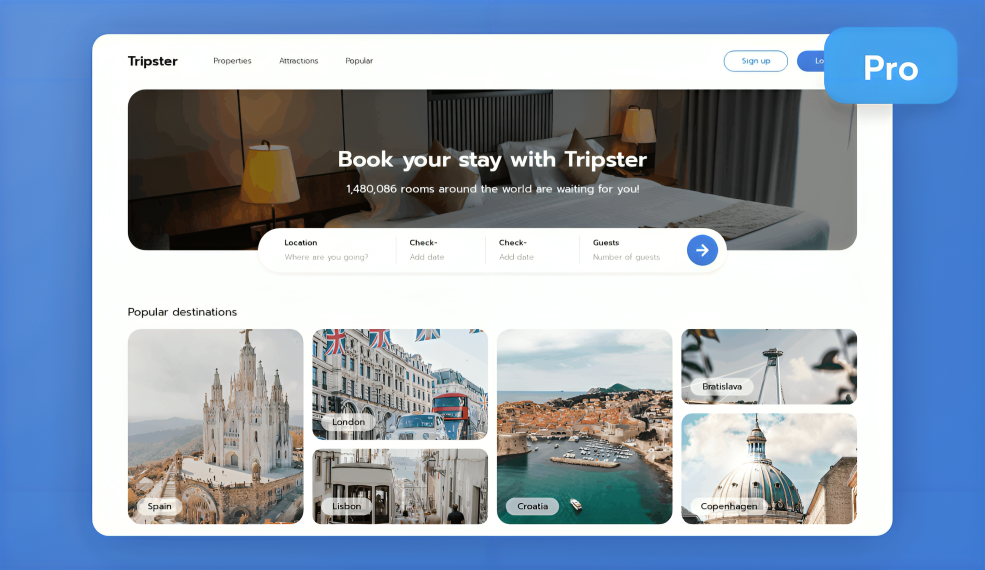 Tripster
Properties
Attractions
Popular
Sign up
Lo
Pro
Book your stay with Tripster
1,480,086 rooms around the world are waiting for you!
Location
Where are you going?
Check-
Add date
Check-
Add date
Guests
Number of guests
Popular destinations
Spain
London
Lisbon
Croatia
Bratislava
Copenhagen